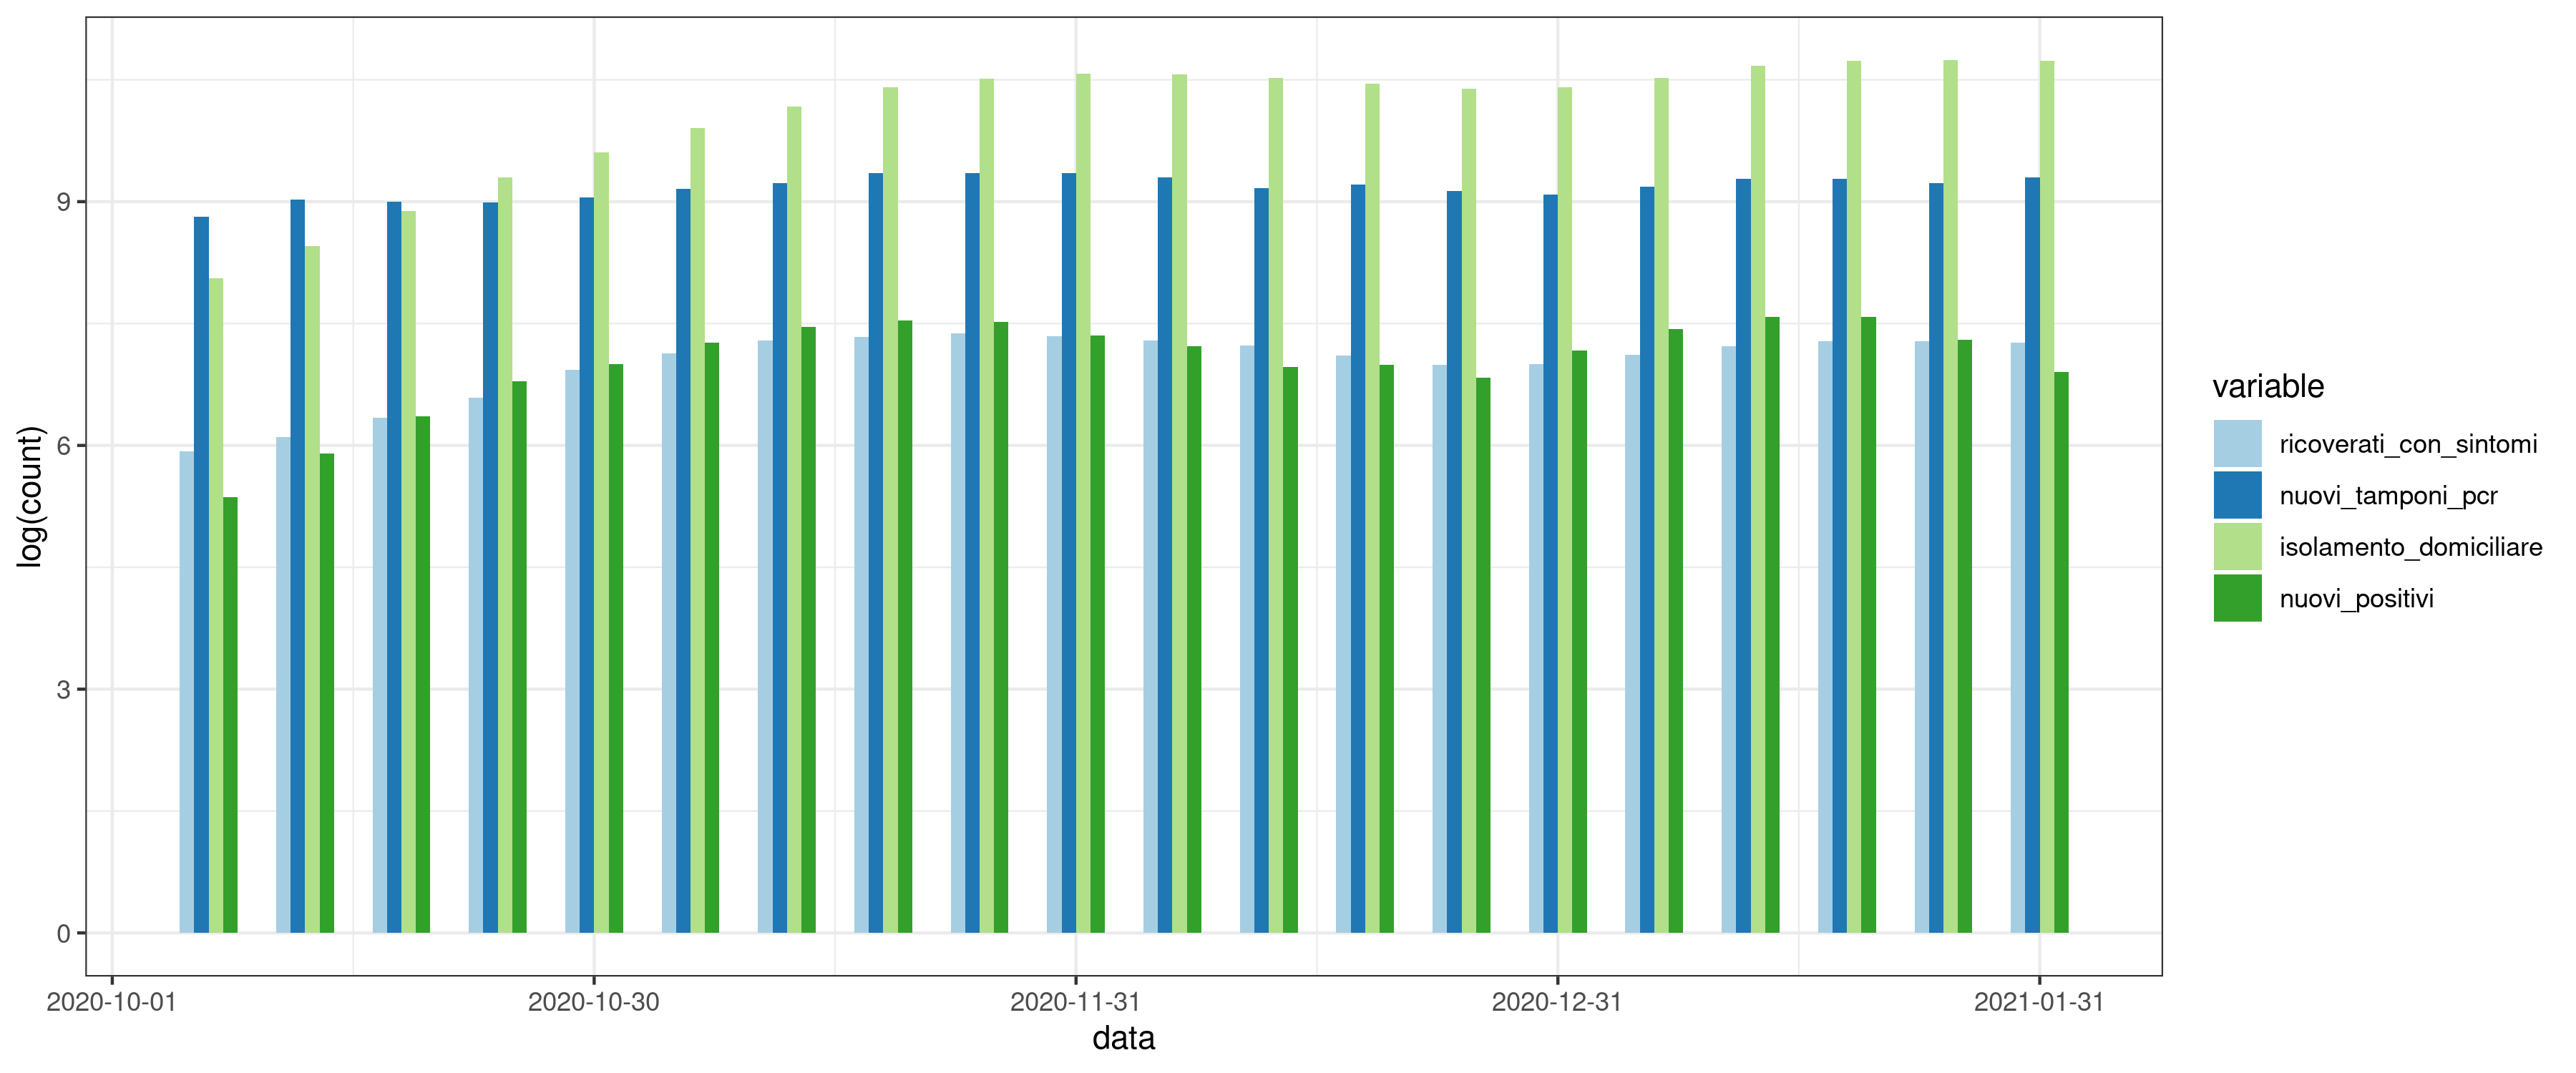 log(count)
9
6
3
0
2020-10-01
2020-10-30
2020-11-31
2020-12-31
2021-01-31
data
variable
ricoverati_con_sintomi
nuovi_tamponi_pcr
isolamento_domiciliare
nuovi_positivi